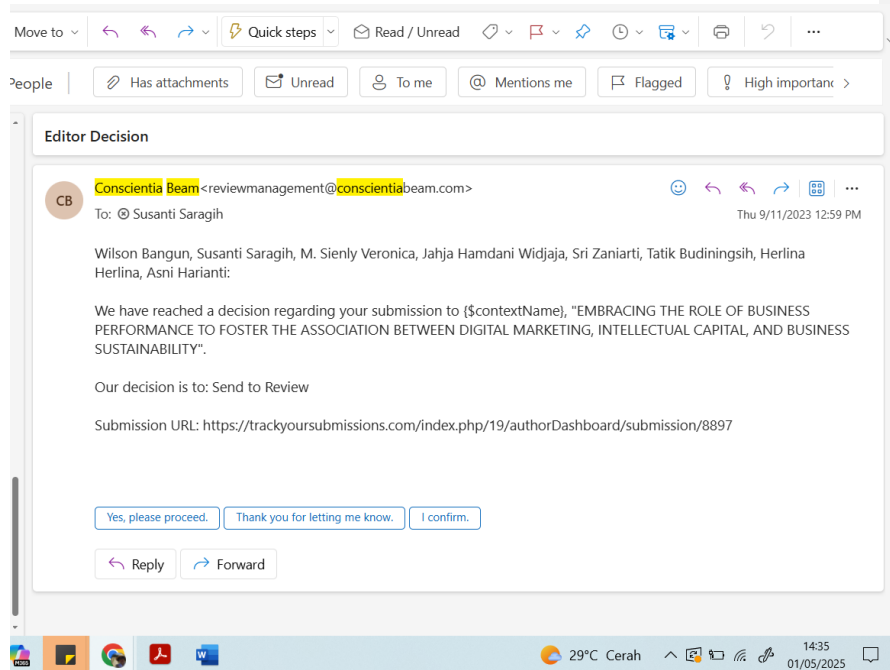 Move to
Quick steps
Read / Unread
People
Has attachments
Unread
To me
Mentions me
Flagged
High importanc
Editor Decision
CB
Conscientia Beam<reviewmanagement@conscientiabeam.com>
To: Susanti Saragih
Thu 9/11/2023 12:59 PM
Wilson Bangun, Susanti Saragih, M. Sienly Veronica, Jahja Hamdani Widjaja, Sri Zaniarti, Tatik Budiningsih, Herlina
Herlina, Asni Harianti:
We have reached a decision regarding your submission to {$contextName}, "EMBRACING THE ROLE OF BUSINESS
PERFORMANCE TO FOSTER THE ASSOCIATION BETWEEN DIGITAL MARKETING, INTELLECTUAL CAPITAL, AND BUSINESS
SUSTAINABILITY".
Our decision is to: Send to Review
Submission URL: https://trackyoursubmissions.com/index.php/19/authorDashboard/submission/8897
Yes, please proceed.
Thank you for letting me know.
I confirm.
Reply
Forward
M365
29°C Cerah
14:35
01/05/2025